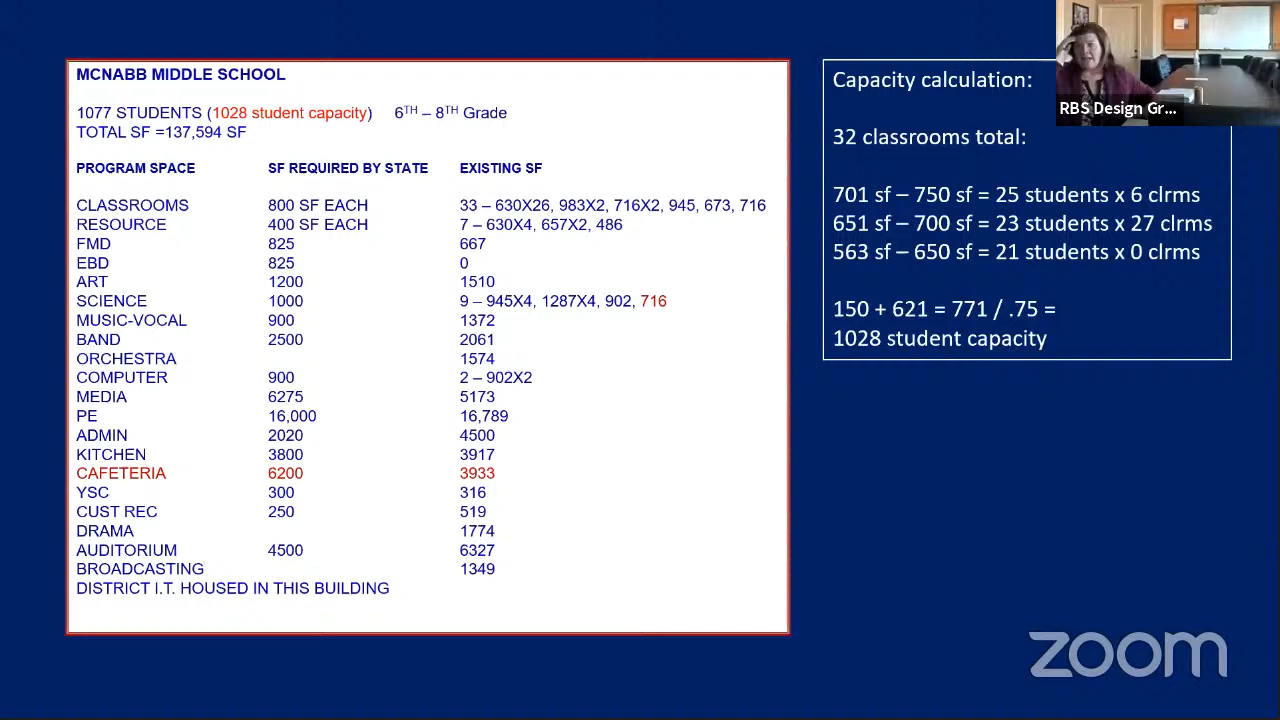 MCNABB MIDDLE SCHOOL
1077 STUDENTS (1028 student capacity) 6TH – 8TH Grade
TOTAL SF =137,594 SF
PROGRAM SPACE SF REQUIRED BY STATE EXISTING SF
CLASSROOMS 800 SF EACH 33 – 630X26, 983X2, 716X2, 945, 673, 716
RESOURCE 400 SF EACH 7 – 630X4, 657X2, 486
FMD 825 667
EBD 825 0
ART 1200 1510
SCIENCE 1000 9 – 945X4, 1287X4, 902, 716
MUSIC-VOCAL 900 1372
BAND 2500 2061
ORCHESTRA 1574
COMPUTER 900 2 – 902X2
MEDIA 6275 5173
PE 16,000 16,789
ADMIN 2020 4500
KITCHEN 3800 3917
CAFETERIA 6200 3933
YSC 300 316
CUST REC 250 519
DRAMA 1774
AUDITORIUM 4500 6327
BROADCASTING 1349
DISTRICT I.T. HOUSED IN THIS BUILDING
Capacity calculation:
32 classrooms total:
701 sf – 750 sf = 25 students x 6 clrms
651 sf – 700 sf = 23 students x 27 clrms
563 sf – 650 sf = 21 students x 0 clrms
150 + 621 = 771 / .75 =
1028 student capacity
RBS Design Gr...
zoom